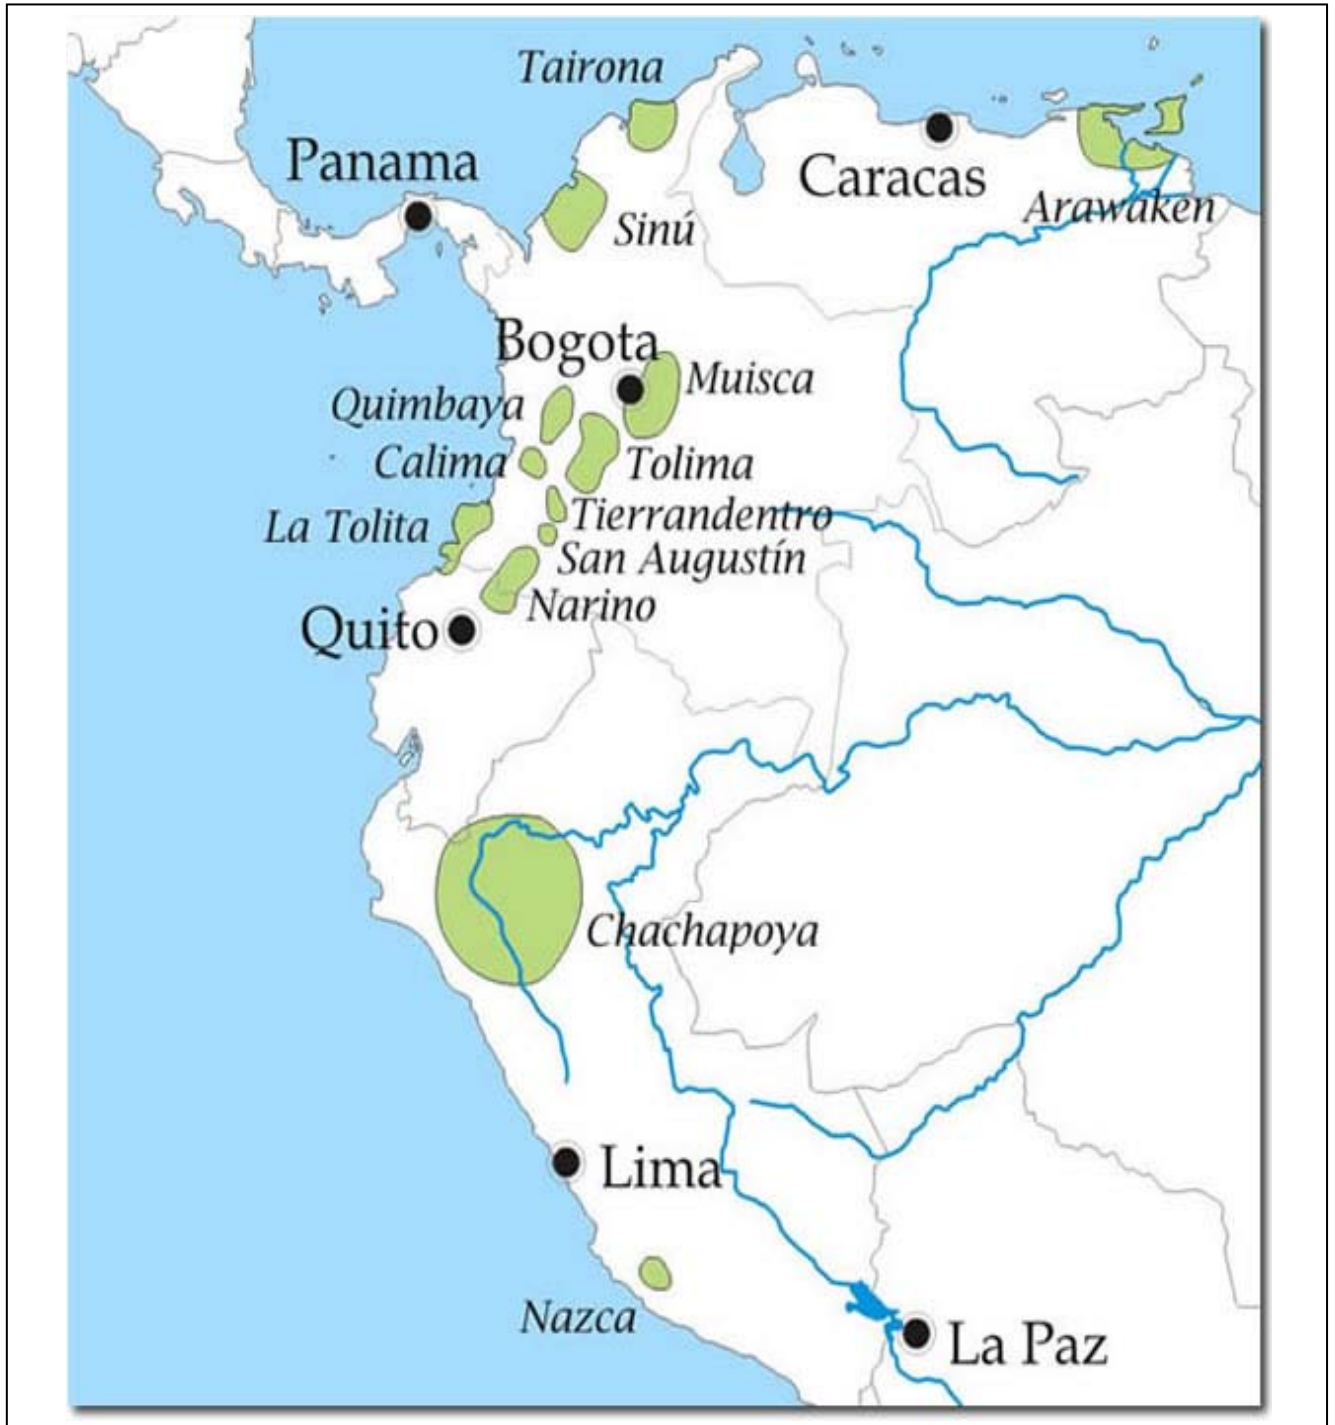 Tairona
Panama
Caracas
Arawaken
Sinú
Bogota
Muisca
Quimbaya
Calima
Tolima
La Tolita
Tierrandentro
San Augustín
Narino
Quito
Chachapoya
Lima
Nazca
La Paz